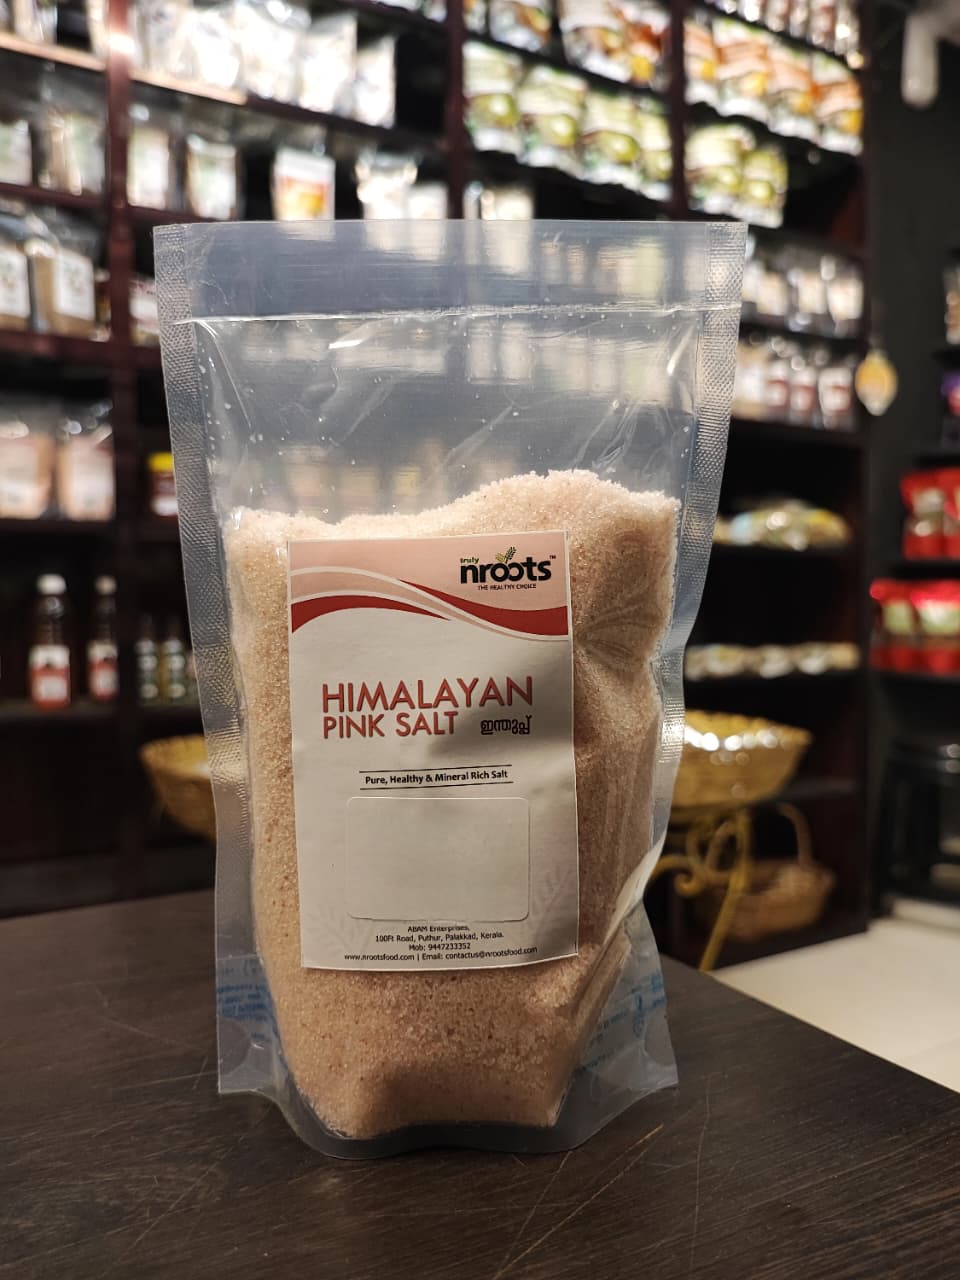 truly
nroots™
THE HEALTHY CHOICE
HIMALAYAN
PINK SALT ഇന്തുപ്പ്
Pure, Healthy & Mineral Rich Salt
ABAM Enterprises,
100Ft Road, Puthur, Palakkad, Kerala.
Mob: 9447233352
www.nrootsfood.com | Email: contactus@nrootsfood.com